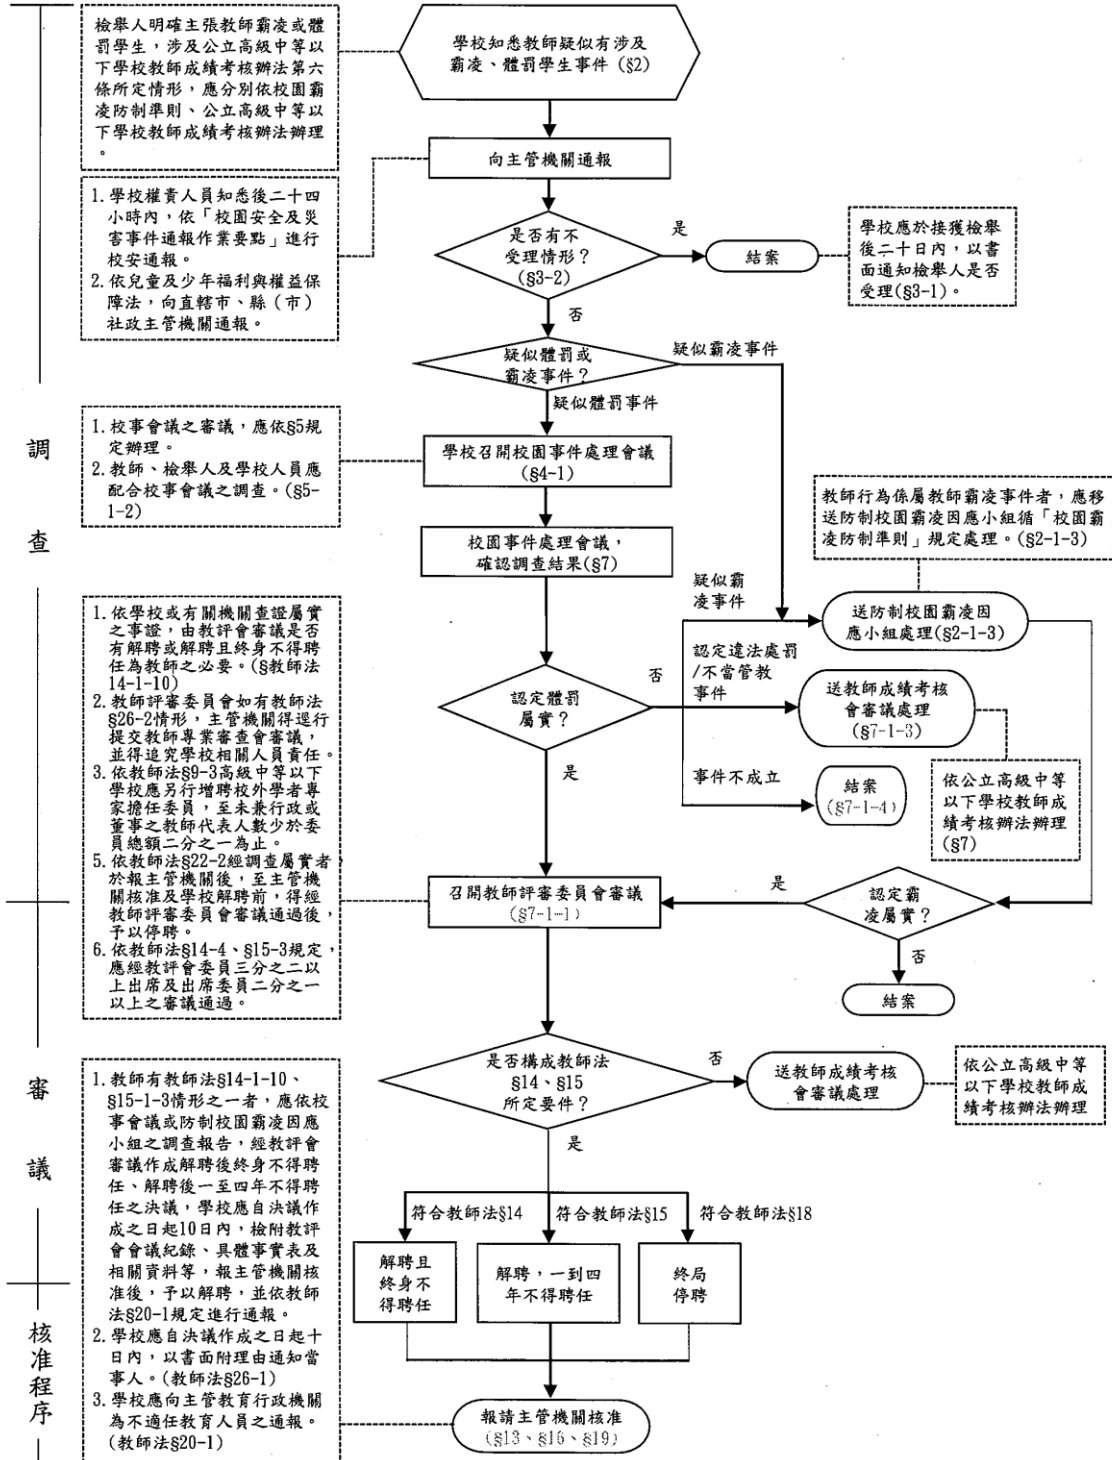 檢舉人明確主張教師霸凌或體
罰學生，涉及公立高級中等以
下學校教師成績考核辦法第六
條所定情形，應分別依校園霸
凌防制準則、公立高級中等以
下學校教師成績考核辦法辦理
。
學校知悉教師疑似有涉及
霸凌、體罰學生事件（§2）
向主管機關通報
1. 學校權責人員知悉後二十四
小時內，依「校園安全及災
害事件通報作業要點」進行
校安通報。
2. 依兒童及少年福利與權益保
障法，向直轄市、縣（市）
社政主管機關通報。
是否有不
受理情形？
(§3-2)
是
結案
學校應於接獲檢舉
後二十日內，以書
面通知檢舉人是否
受理(§3-1)。
否
疑似體罰或
霸凌事件？
疑似霸凌事件
疑似體罰事件
調
查
1. 校事會議之審議，應依§5規
定辦理。
2. 教師、檢舉人及學校人員應
配合校事會議之調查。(§5-
1-2)
學校召開校園事件處理會議
(§4-1)
校園事件處理會議，
確認調查結果(§7)
教師行為係屬教師霸凌事件者，應移
送防制校園霸凌因應小組循「校園霸
凌防制準則」規定處理。(§2-1-3)
疑似霸
凌事件
送防制校園霸凌因
應小組處理(§2-1-3)
認定體罰
屬實？
否
認定違法處罰
/不當管教
事件
送教師成績考核
會審議處理
(§7-1-3)
事件不成立
結案
(§7-1-4)
依公立高級中等
以下學校教師成
績考核辦法辦理
(§7)
是
1. 依學校或有關機關查證屬實
之事證，由教評會審議是否
有解聘或解聘且終身不得聘
任為教師之必要。(§教師法
14-1-10)
2. 教師評審委員會如有教師法
§26-2情形，主管機關得逕行
提交教師專業審查會審議，
並得追究學校相關人員責任。
3. 依教師法§9-3高級中等以下
學校應另行增聘校外學者專
家擔任委員，至未兼行政或
董事之教師代表人數少於委
員總額二分之一為止。
5. 依教師法§22-2經調查屬實者
於報主管機關後，至主管機
關核准及學校解聘前，得經
教師評審委員會審議通過後，
予以停聘。
6. 依教師法§14-4、§15-3規定，
應經教評會委員三分之二以
上出席及出席委員二分之一
以上之審議通過。
召開教師評審委員會審議
(§7-1-1)
是
認定霸
凌屬實？
否
結案
審
議
是否構成教師法
§14、§15
所定要件？
否
送教師成績考核
會審議處理
依公立高級中等
以下學校教師成
績考核辦法辦理
是
1. 教師有教師法§14-1-10、
§15-1-3情形之一者，應依校
事會議或防制校園霸凌因應
小組之調查報告，經教評會
審議作成解聘後終身不得聘
任、解聘後一至四年不得聘
任之決議，學校應自決議作
成之日起10日內，檢附教評
會會議紀錄、具體事實表及
相關資料等，報主管機關核
准後，予以解聘，並依教師
法§20-1規定進行通報。
2. 學校應自決議作成之日起十
日內，以書面附理由通知當
事人。(教師法§26-1)
3. 學校應向主管教育行政機關
為不適任教育人員之通報。
(教師法§20-1)
符合教師法§14
符合教師法§15
符合教師法§18
解聘且
終身不
得聘任
解聘，一到四
年不得聘任
終局
停聘
核准程序
報請主管機關核准
(§13、§16、§19)